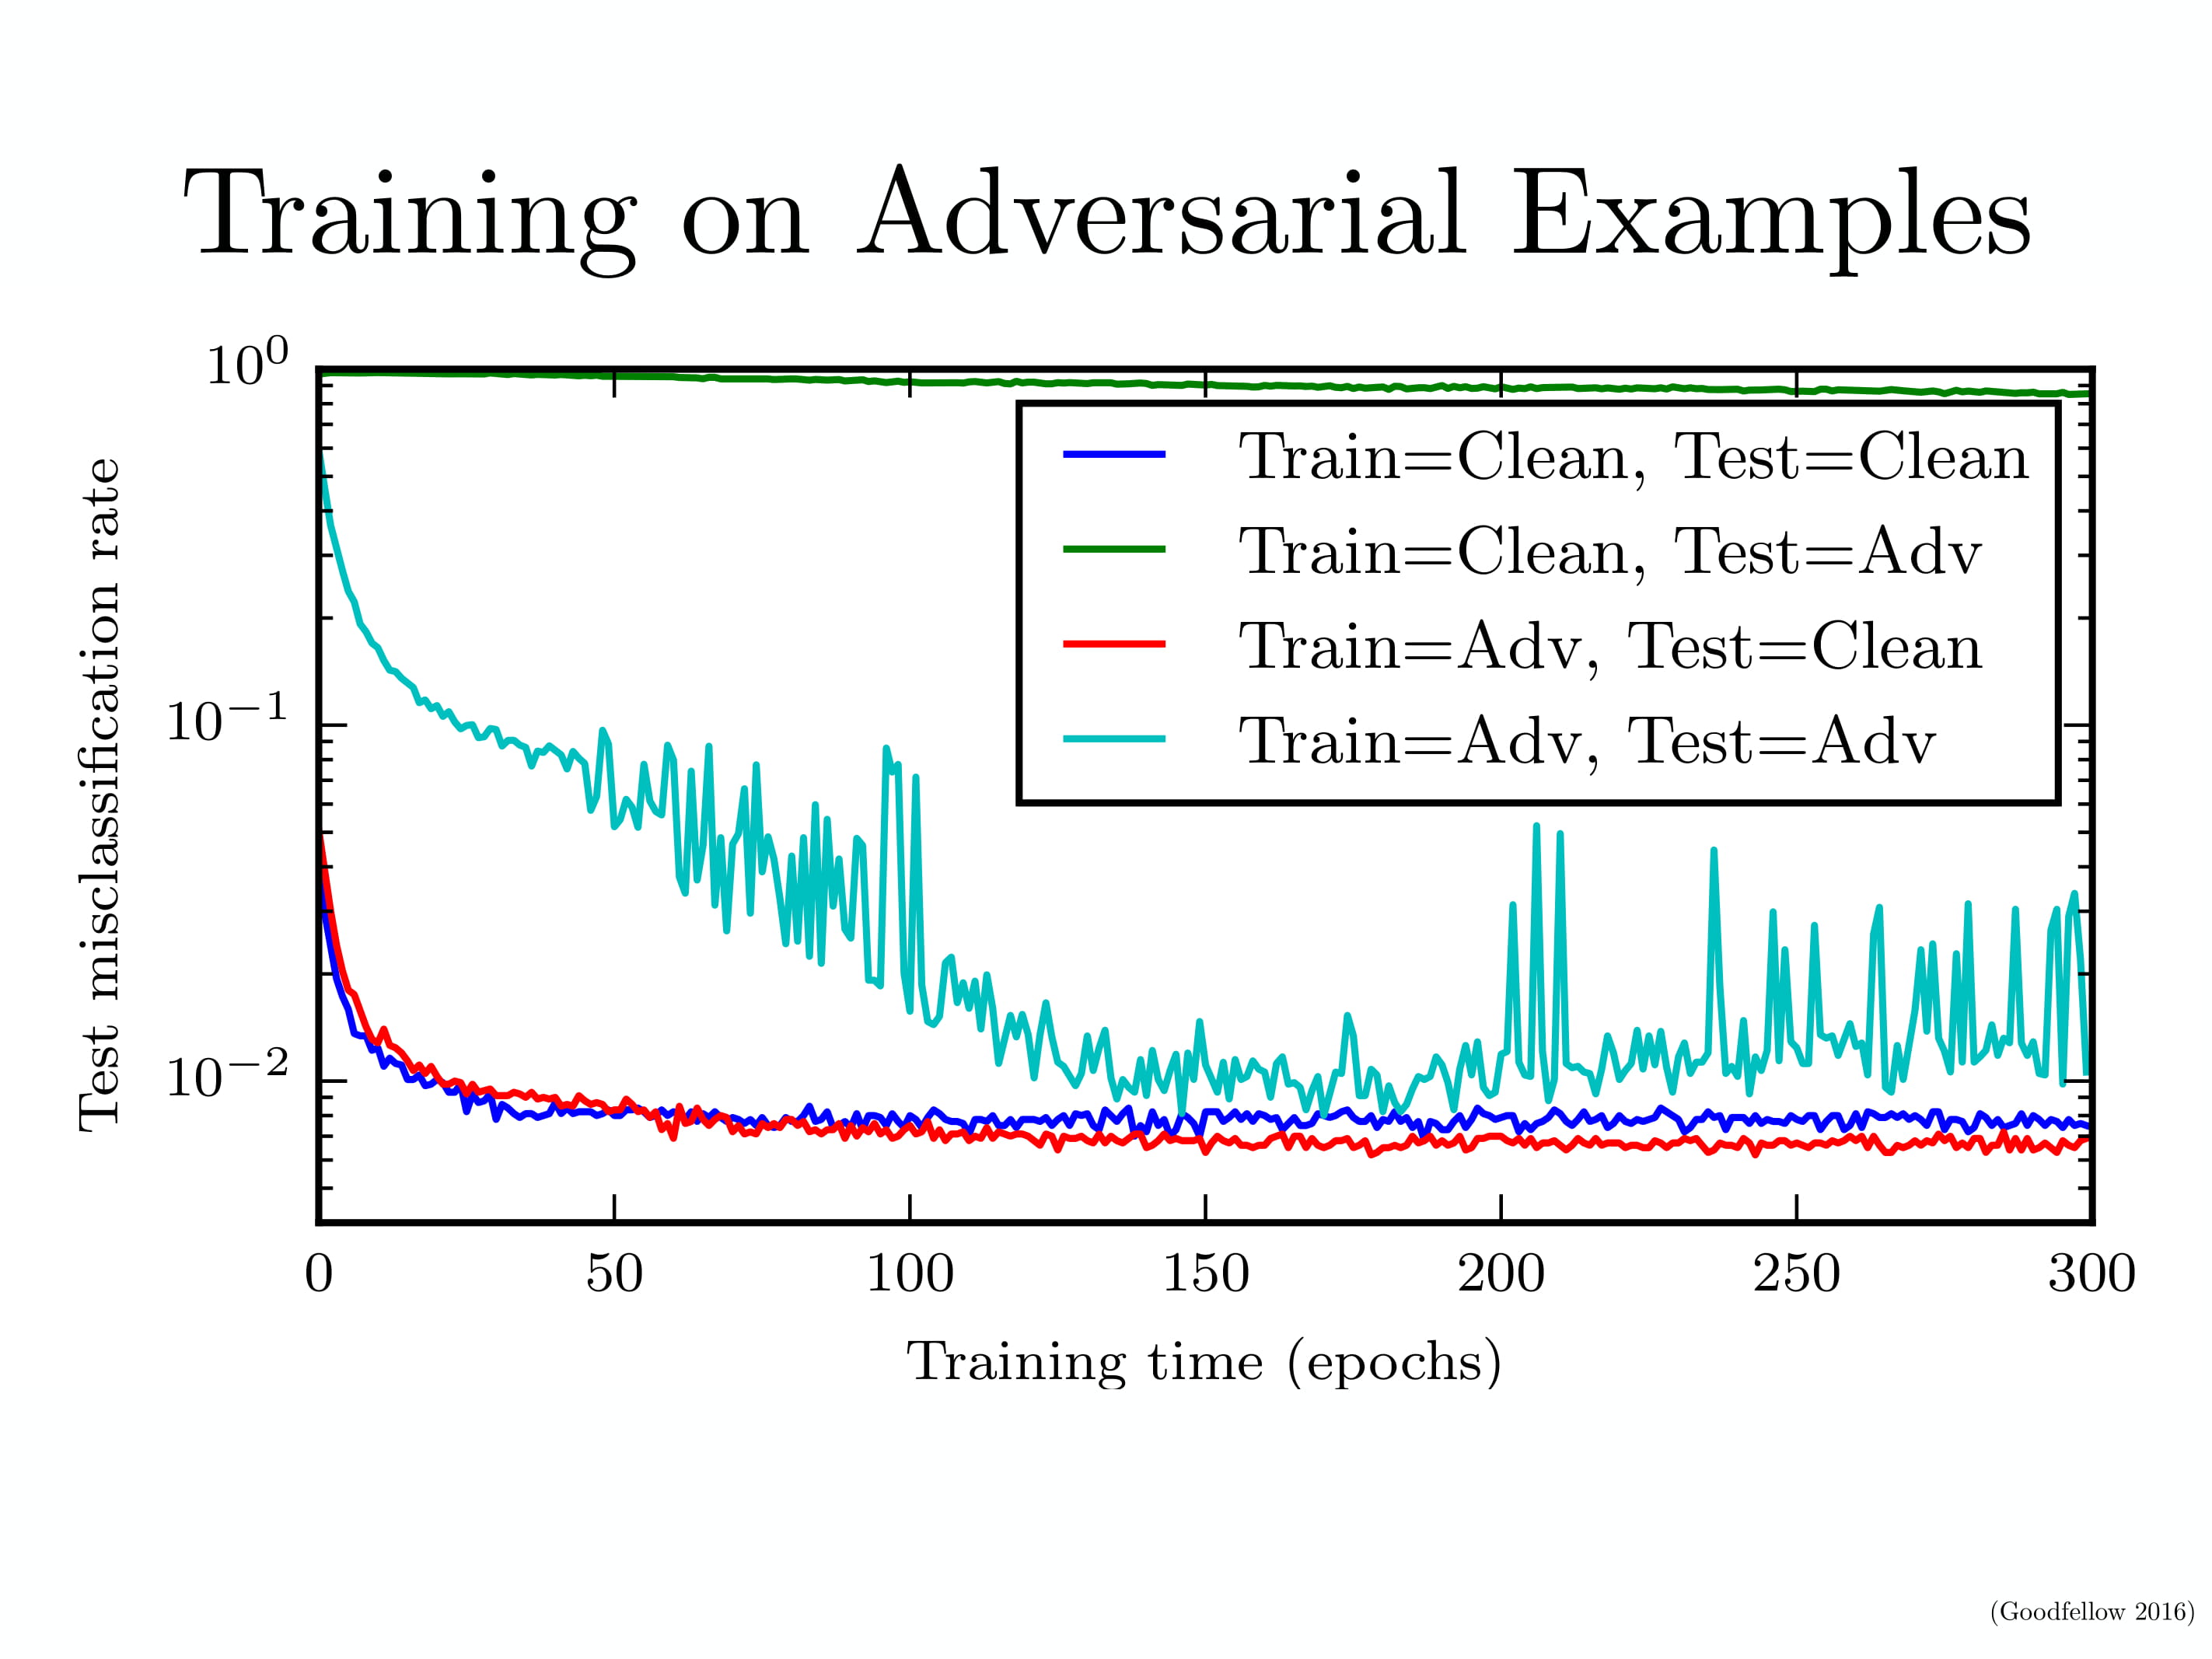 Training on Adversarial Examples
10⁰
Train=Clean, Test=Clean
Train=Clean, Test=Adv
Train=Adv, Test=Clean
Train=Adv, Test=Adv
Test misclassification rate
10⁻¹
10⁻²
0 50 100 150 200 250 300
Training time (epochs)
(Goodfellow 2016)